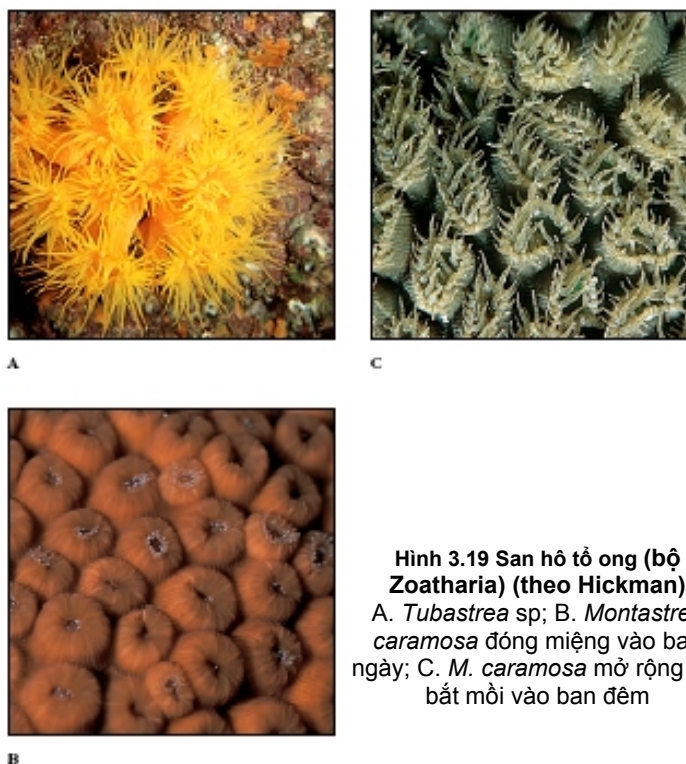 A
C
B
Hình 3.19 San hô tổ ong (bộ
Zoatharia) (theo Hickman)
A. Tubastrea sp; B. Montastre
caramosa đóng miệng vào ba
ngày; C. M. caramosa mở rộng
bắt mồi vào ban đêm